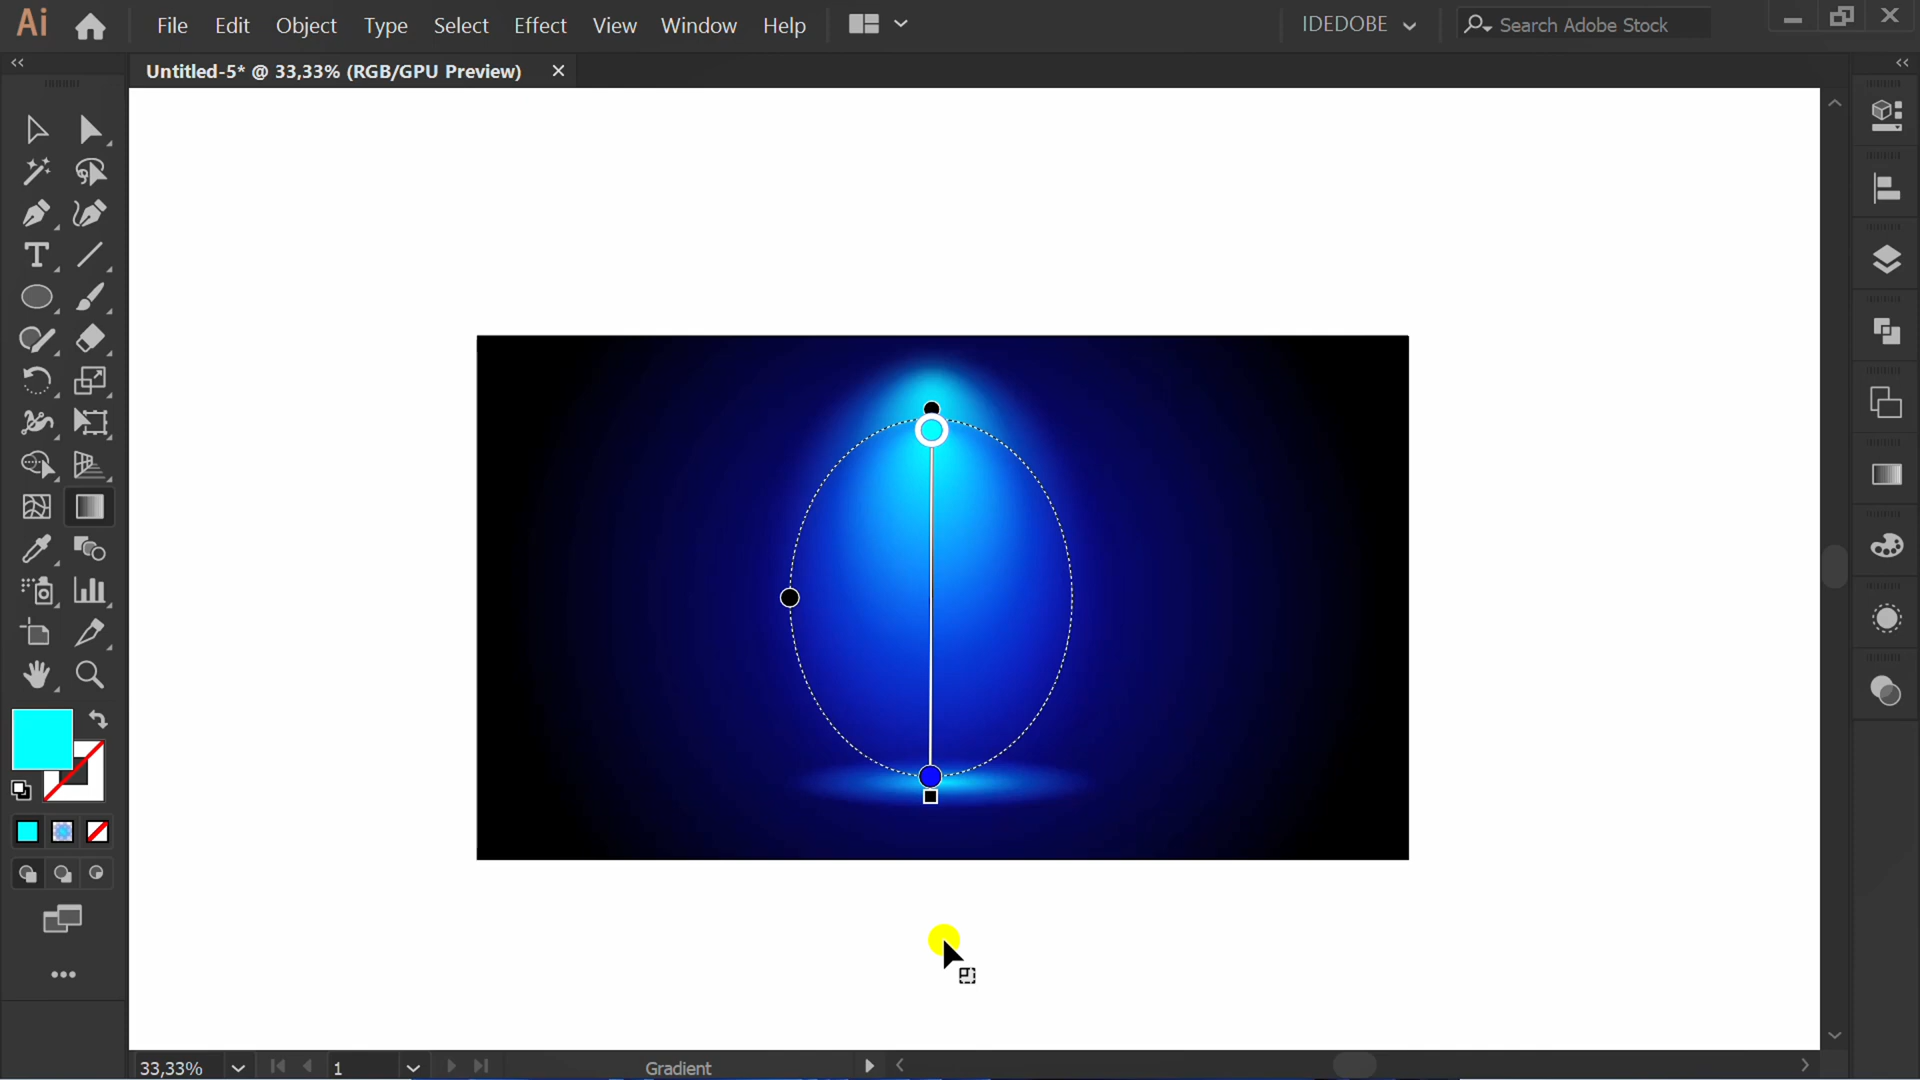 Ai File Edit Object Type Select Effect View Window Help IDEDOBE Search Adobe Stock
Untitled-5* @ 33,33% (RGB/GPU Preview)
T
33,33% 1 Gradient